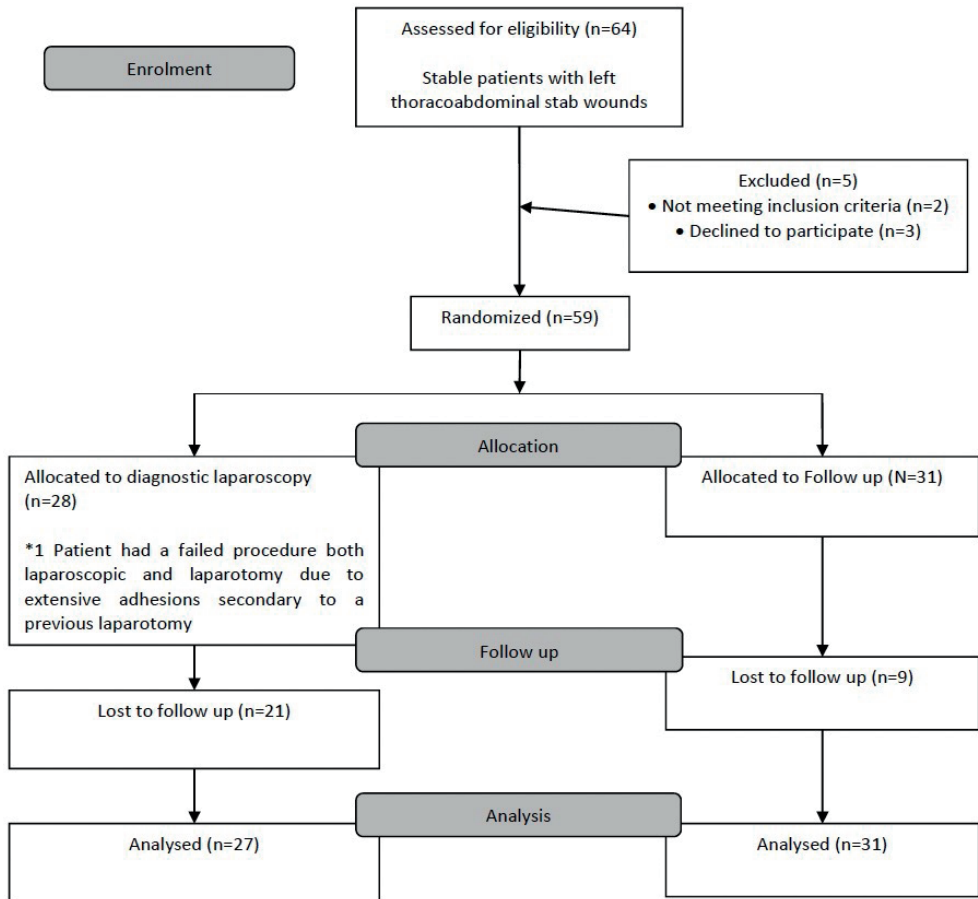 Assessed for eligibility (n=64)
Stable patients with left
thoracoabdominal stab wounds
Enrolment
Excluded (n=5)
• Not meeting inclusion criteria (n=2)
• Declined to participate (n=3)
Randomized (n=59)
Allocation
Allocated to diagnostic laparoscopy
(n=28)
*1 Patient had a failed procedure both
laparoscopic and laparotomy due to
extensive adhesions secondary to a
previous laparotomy
Allocated to Follow up (N=31)
Follow up
Lost to follow up (n=21)
Lost to follow up (n=9)
Analysis
Analysed (n=27)
Analysed (n=31)